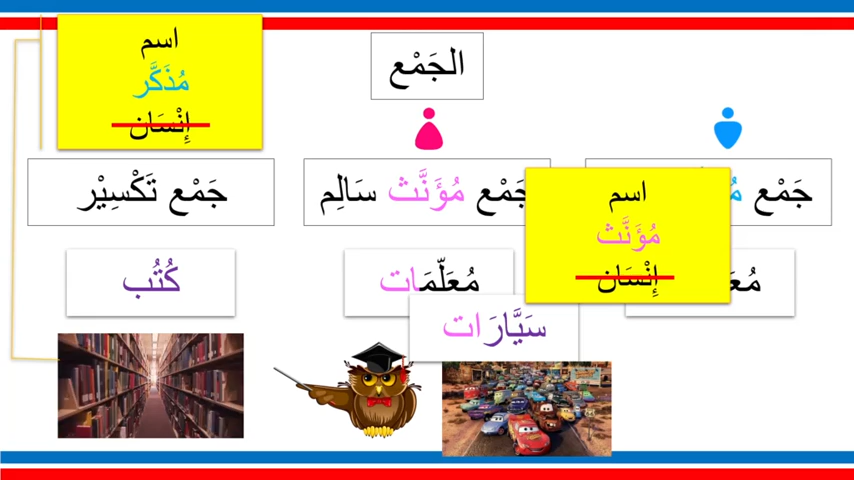 الجَمْع
اسم
مُذَكَّر
إِنْسَان
جَمْع
جَمْع مُؤَنَّث سَالِم
جَمْع تَكْسِيْر
اسم
مُؤَنَّث
إِنْسَان
مُعَلّمَات
كُتُب
سَيَّارَات